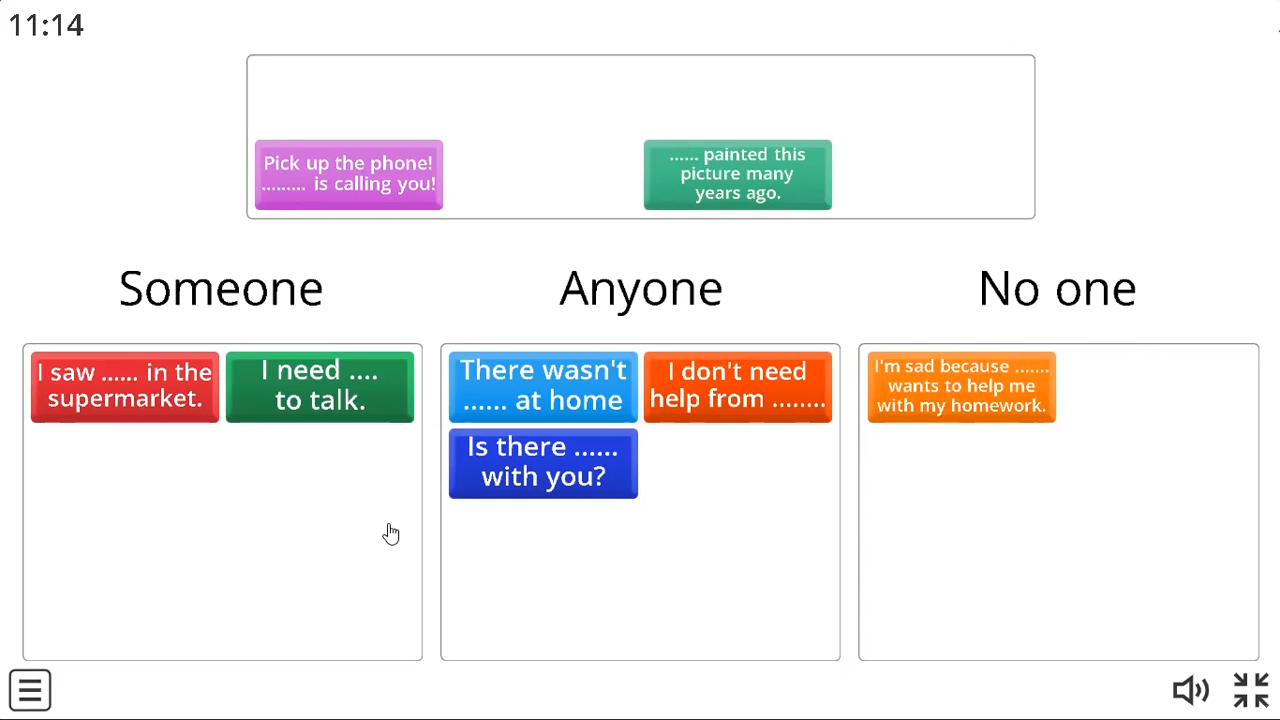 11:14
Pick up the phone!
......... is calling you!
...... painted this
picture many
years ago.
Someone
Anyone
No one
I saw ...... in the
supermarket.
I need ....
to talk.
There wasn't
...... at home
I don't need
help from ........
Is there ......
with you?
I'm sad because .......
wants to help me
with my homework.